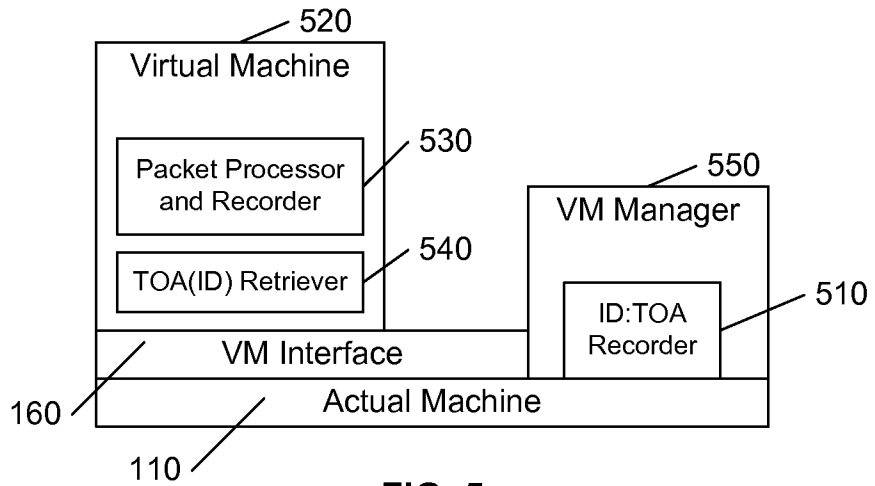 520
Virtual Machine
530
Packet Processor
and Recorder
550
VM Manager
540
TOA(ID) Retriever
510
ID:TOA
Recorder
VM Interface
160
Actual Machine
110